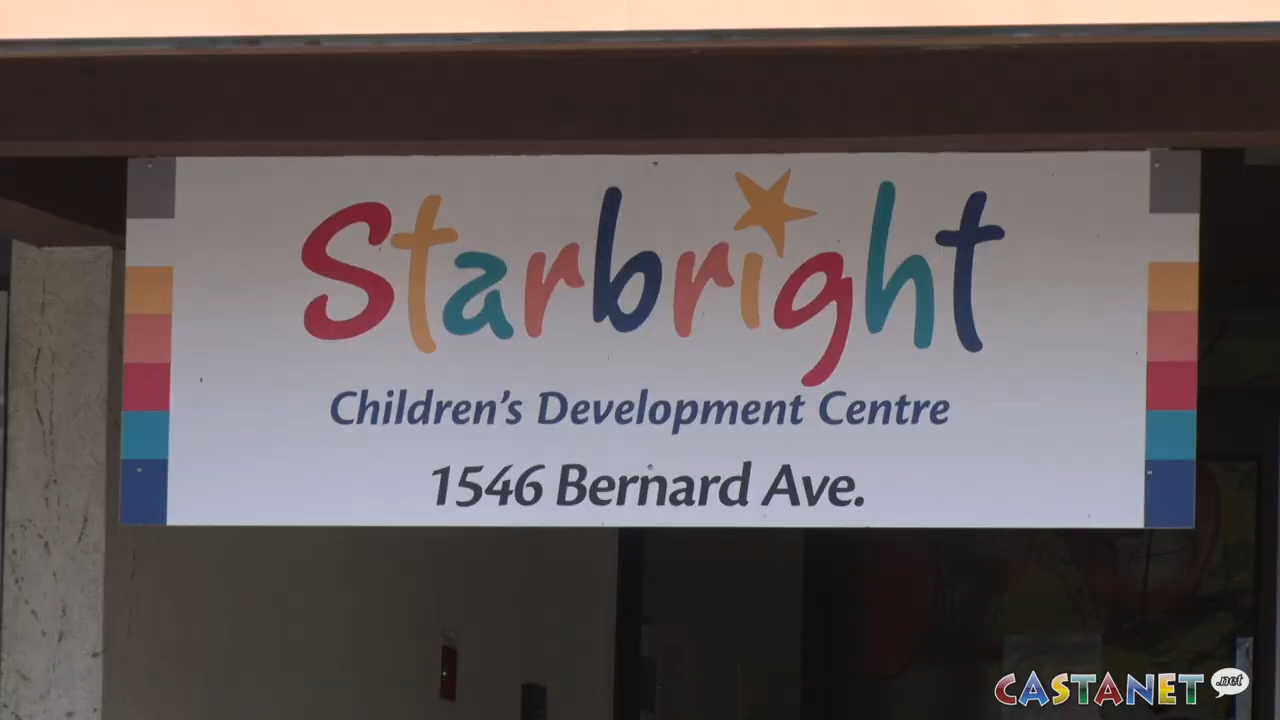 Starbright
Children's Development Centre
1546 Bernard Ave.
CASTANET .net